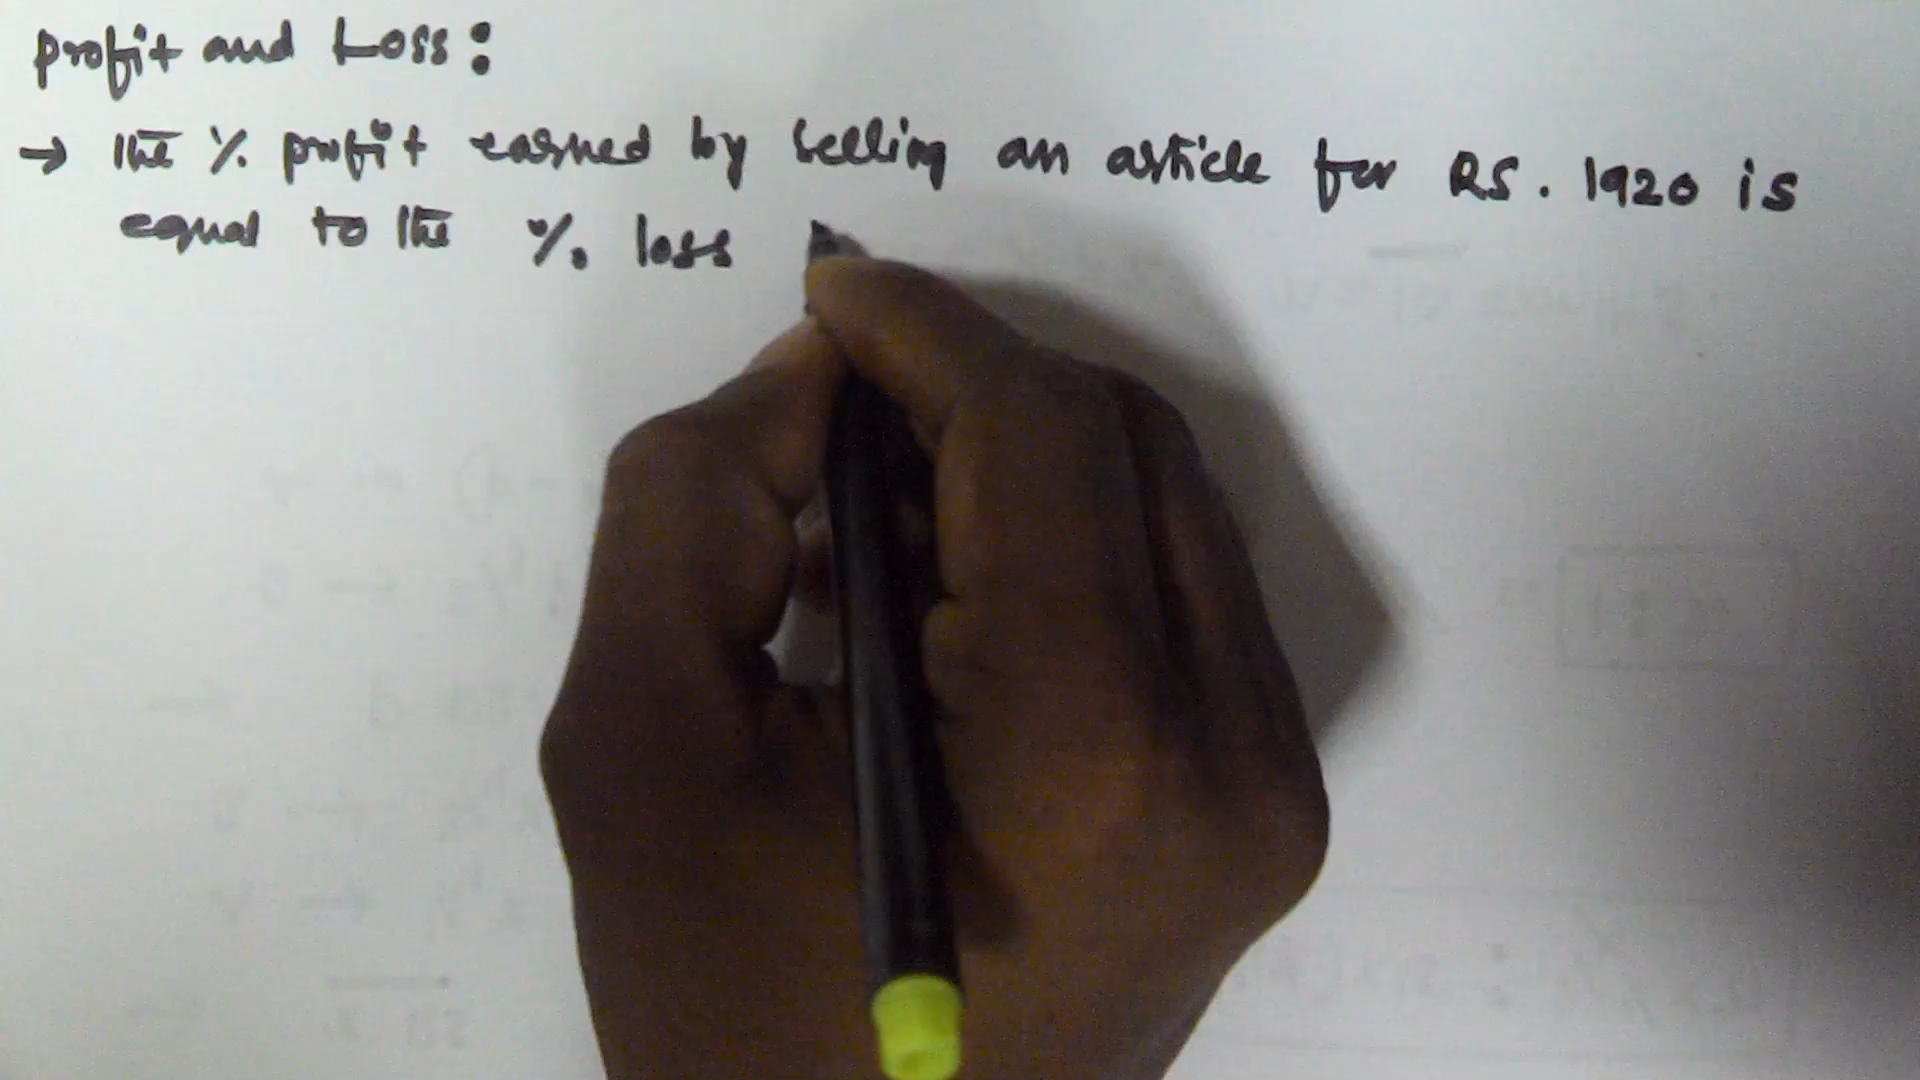 Profit and Loss:
→ The % profit earned by selling an article for RS. 1920 is
equal to the % loss